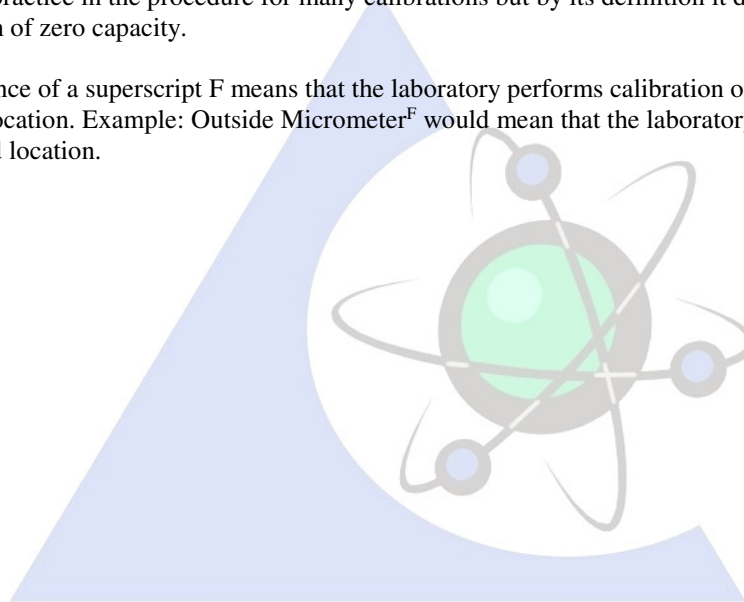 practice in the procedure for many calibrations but by its definition it d
n of zero capacity.
nce of a superscript F means that the laboratory performs calibration o
ocation. Example: Outside Micrometerᶠ would mean that the laboratory
l location.